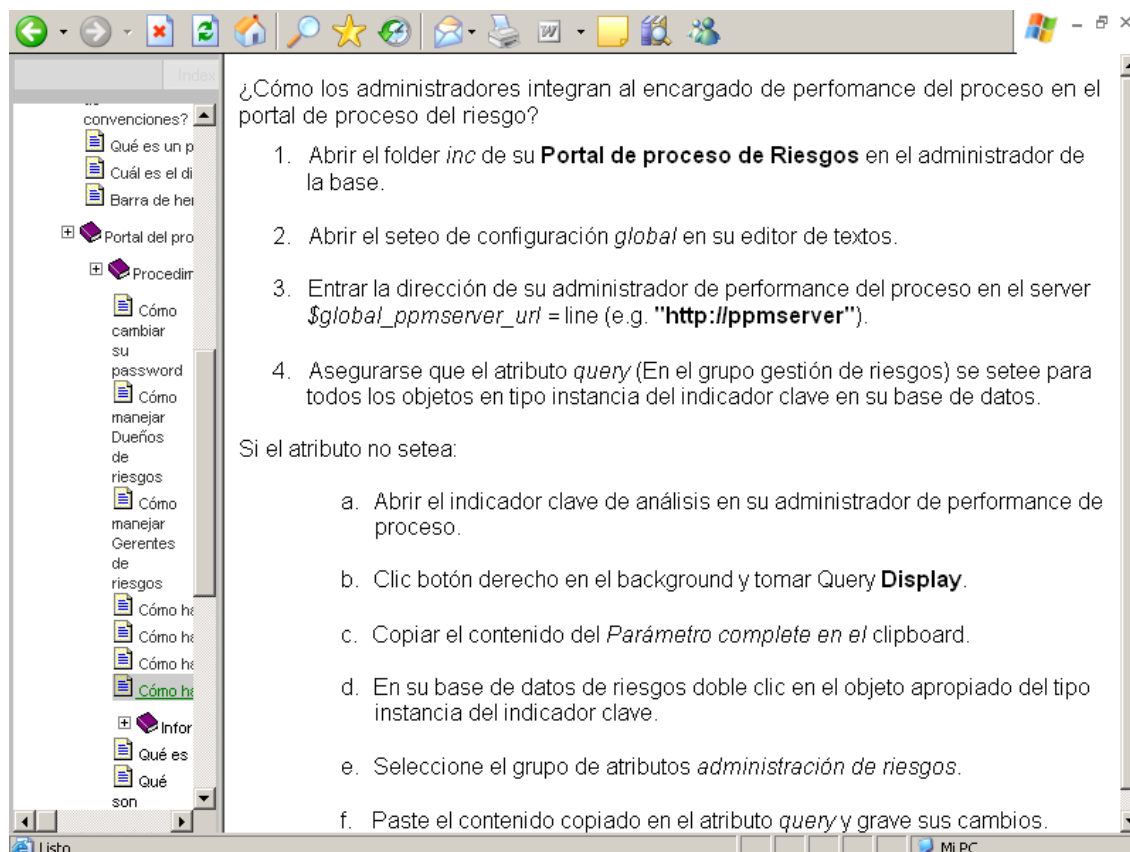 Index
convenciones?
Qué es un p
Cuál es el di
Barra de her
Portal del pro
Procedim
Cómo
cambiar
su
password
Cómo
manejar
Dueños
de
riesgos
Cómo
manejar
Gerentes
de
riesgos
Cómo ha
Cómo ha
Cómo ha
Cómo ha
Infor
Qué es
Qué
son
¿Cómo los administradores integran al encargado de perfomance del proceso en el
portal de proceso del riesgo?
1. Abrir el folder inc de su Portal de proceso de Riesgos en el administrador de
la base.
2. Abrir el seteo de configuración global en su editor de textos.
3. Entrar la dirección de su administrador de performance del proceso en el server
$global_ppmserver_url = line (e.g. "http://ppmserver").
4. Asegurarse que el atributo query (En el grupo gestión de riesgos) se setee para
todos los objetos en tipo instancia del indicador clave en su base de datos.
Si el atributo no setea:
a. Abrir el indicador clave de análisis en su administrador de performance de
proceso.
b. Clic botón derecho en el background y tomar Query Display.
c. Copiar el contenido del Parámetro complete en el clipboard.
d. En su base de datos de riesgos doble clic en el objeto apropiado del tipo
instancia del indicador clave.
e. Seleccione el grupo de atributos administración de riesgos.
f. Paste el contenido copiado en el atributo query y grave sus cambios.
Listo
Mi PC